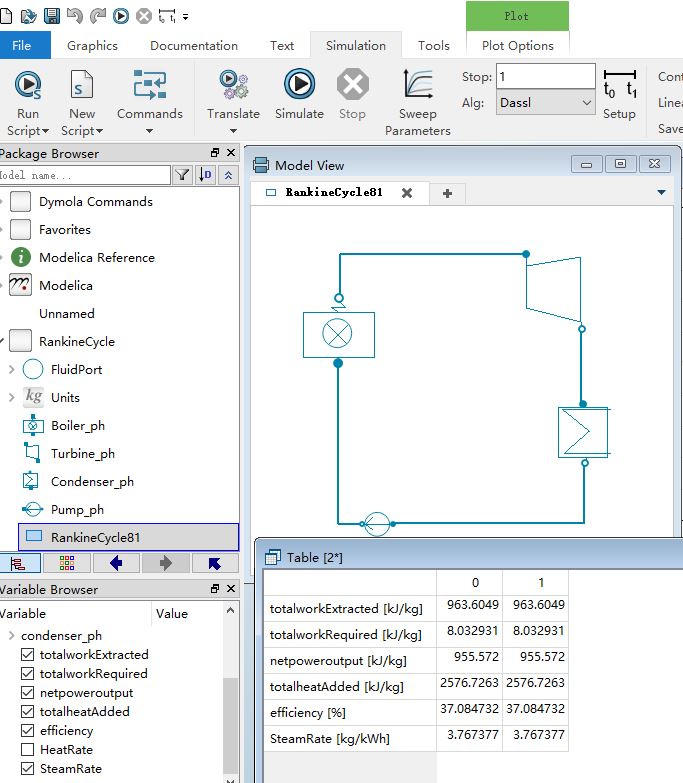 Plot
File Graphics Documentation Text Simulation Tools Plot Options
Run Script New Script Commands Translate Simulate Stop Sweep Parameters
Stop: 1
Alg: Dassl
t0 t1
Setup
Cont
Linea
Save
Package Browser
Model name...
Dymola Commands
Favorites
Modelica Reference
Modelica
Unnamed
RankineCycle
FluidPort
kg Units
Boiler_ph
Turbine_ph
Condenser_ph
Pump_ph
RankineCycle81
Model View
RankineCycle81
Variable Browser
Variable Value
condenser_ph
totalworkExtracted
totalworkRequired
netpoweroutput
totalheatAdded
efficiency
HeatRate
SteamRate
Table [2*]
0 1
totalworkExtracted [kJ/kg] 963.6049 963.6049
totalworkRequired [kJ/kg] 8.032931 8.032931
netpoweroutput [kJ/kg] 955.572 955.572
totalheatAdded [kJ/kg] 2576.7263 2576.7263
efficiency [%] 37.084732 37.084732
SteamRate [kg/kWh] 3.767377 3.767377